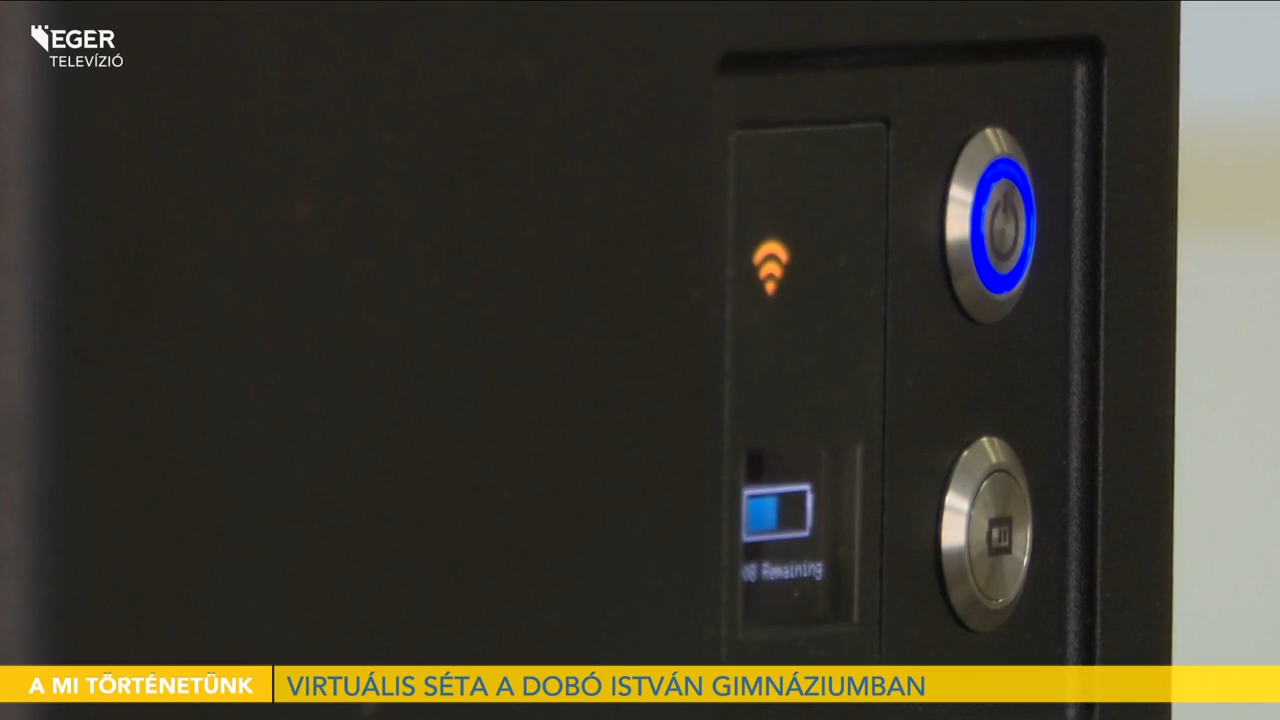 EGER
TELEVÍZIÓ
Remaining
A MI TÖRTÉNETÜNK
VIRTUÁLIS SÉTA A DOBÓ ISTVÁN GIMNÁZIUMBAN